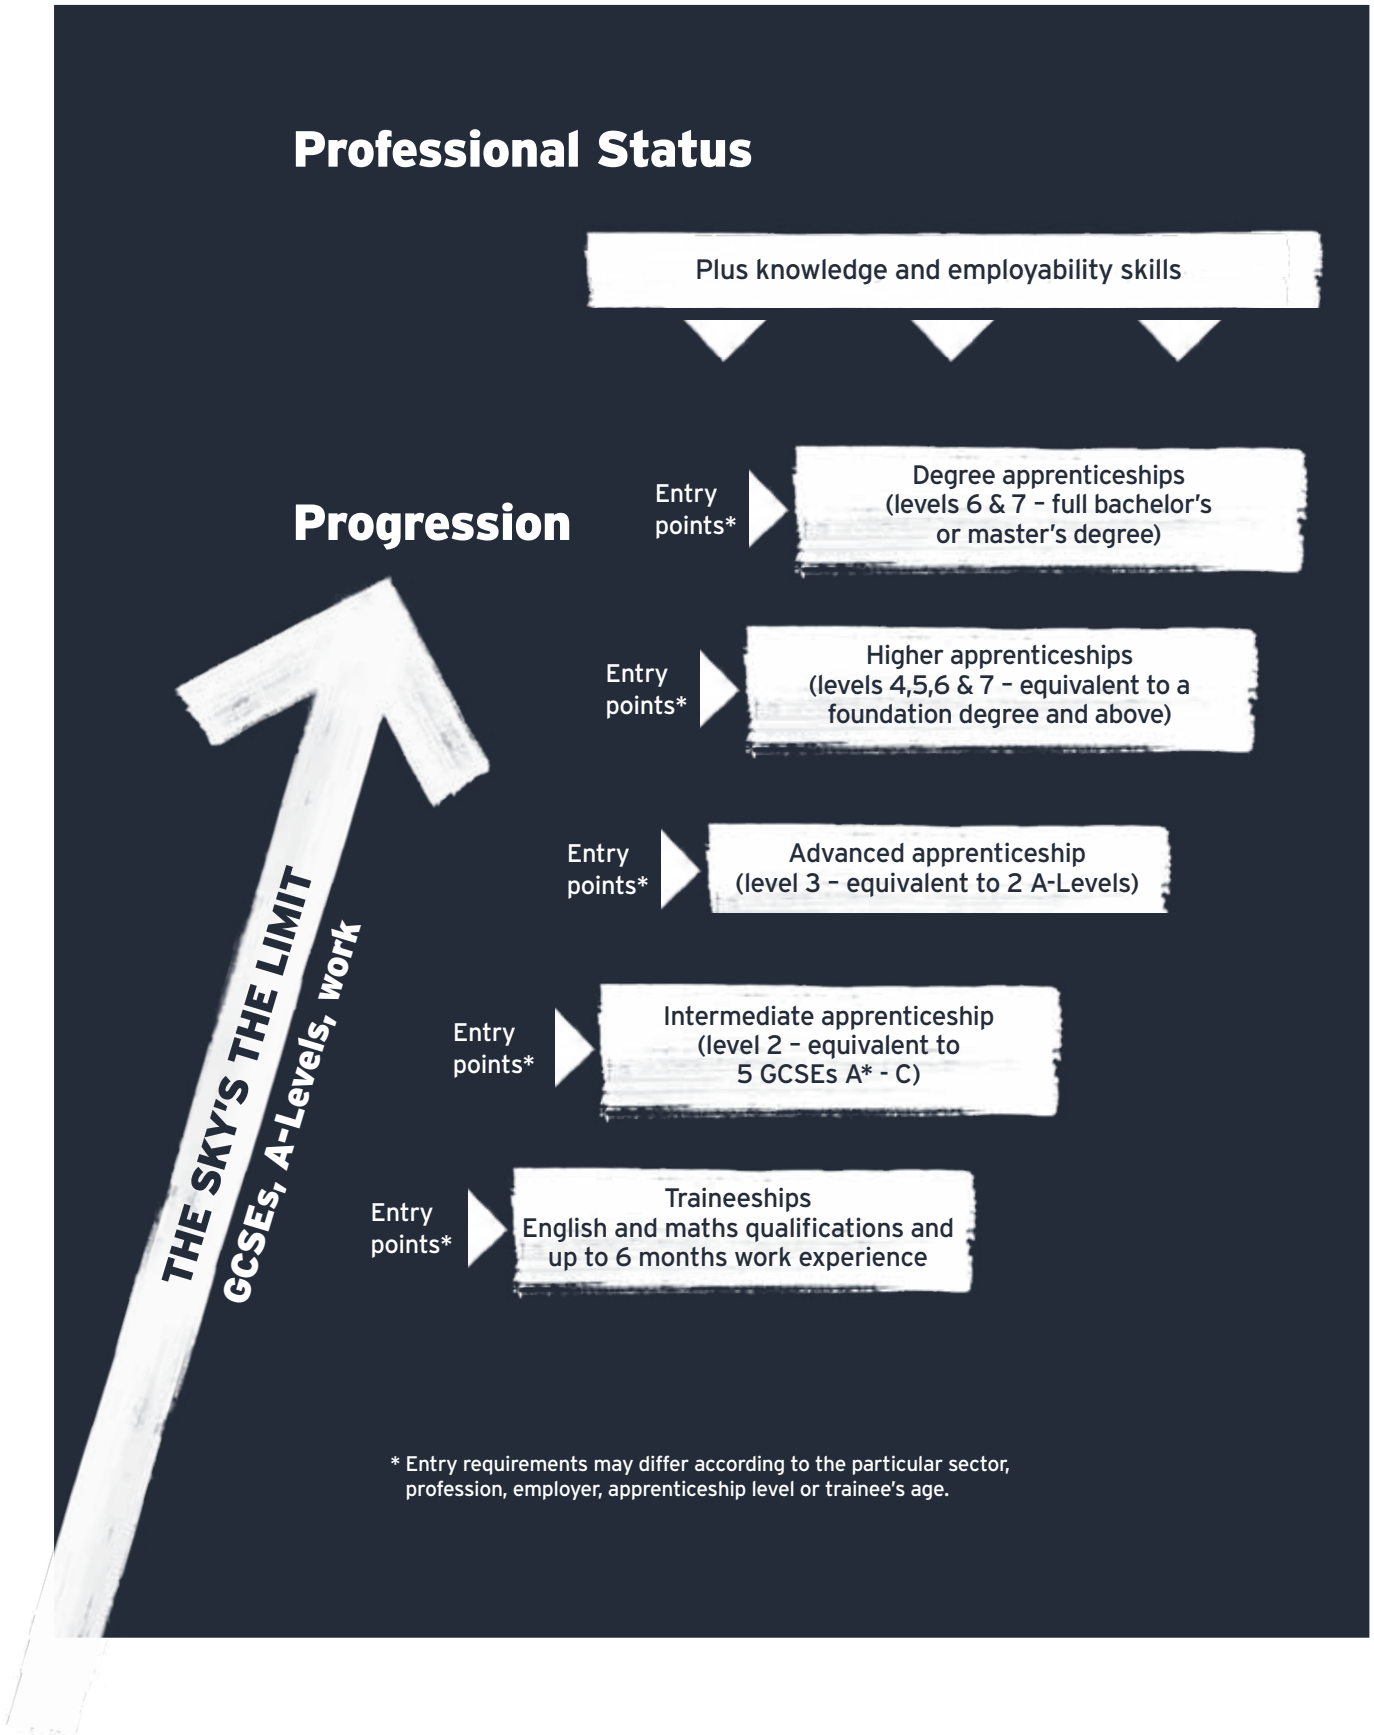 Professional Status
Plus knowledge and employability skills
Entry
points*
Degree apprenticeships
(levels 6 & 7 – full bachelor's
or master's degree)
Progression
Entry
points*
Higher apprenticeships
(levels 4,5,6 & 7 – equivalent to a
foundation degree and above)
Entry
points*
Advanced apprenticeship
(level 3 – equivalent to 2 A-Levels)
THE SKY'S THE LIMIT
GCSEs, A-Levels, work
Entry
points*
Intermediate apprenticeship
(level 2 – equivalent to
5 GCSEs A* - C)
Entry
points*
Traineeships
English and maths qualifications and
up to 6 months work experience
* Entry requirements may differ according to the particular sector,
profession, employer, apprenticeship level or trainee's age.